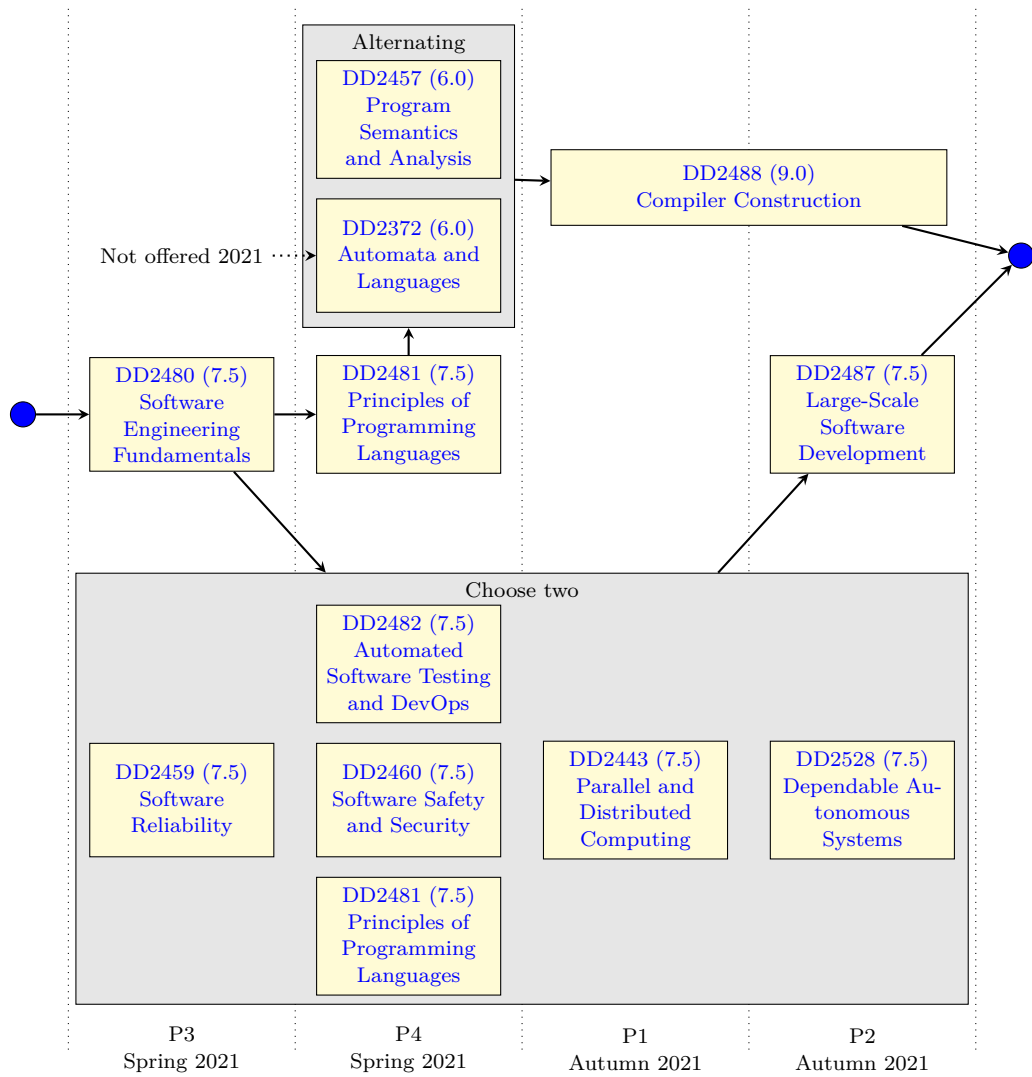 Alternating
DD2457 (6.0)
Program
Semantics
and Analysis
DD2488 (9.0)
Compiler Construction
DD2372 (6.0)
Automata and
Languages
Not offered 2021
DD2480 (7.5)
Software
Engineering
Fundamentals
DD2481 (7.5)
Principles of
Programming
Languages
DD2487 (7.5)
Large-Scale
Software
Development
Choose two
DD2482 (7.5)
Automated
Software Testing
and DevOps
DD2459 (7.5)
Software
Reliability
DD2460 (7.5)
Software Safety
and Security
DD2443 (7.5)
Parallel and
Distributed
Computing
DD2528 (7.5)
Dependable Au-
tonomous
Systems
DD2481 (7.5)
Principles of
Programming
Languages
P3
Spring 2021
P4
Spring 2021
P1
Autumn 2021
P2
Autumn 2021